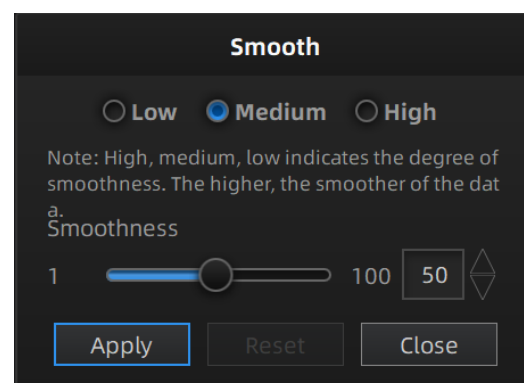 Smooth
Low Medium High
Note: High, medium, low indicates the degree of
smoothness. The higher, the smoother of the dat
a.
Smoothness
1 100 50
Apply Reset Close